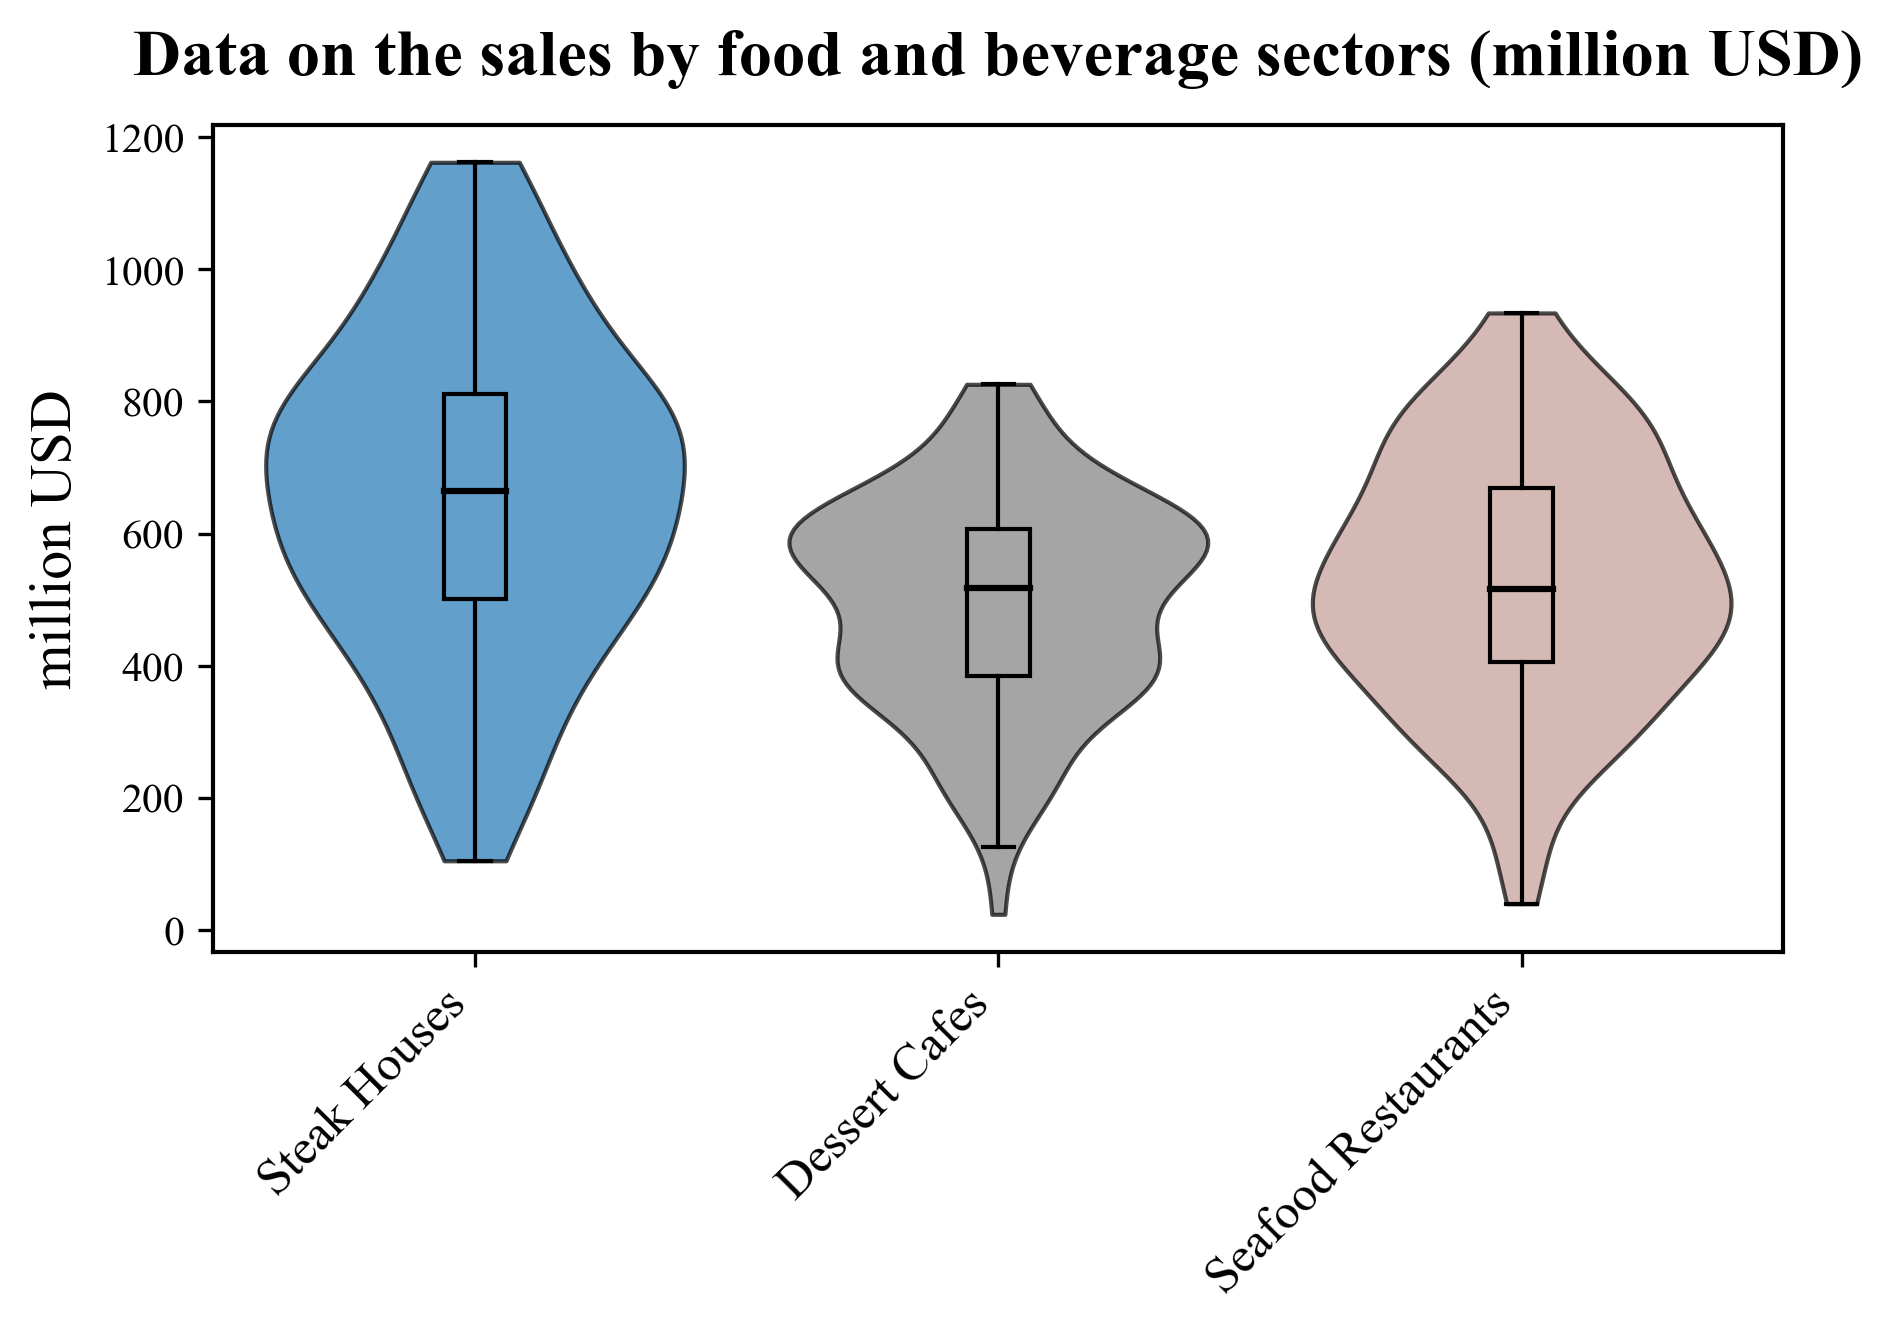 Data on the sales by food and beverage sectors (million USD)
million USD
1200
1000
800
600
400
200
0
Steak Houses
Dessert Cafes
Seafood Restaurants